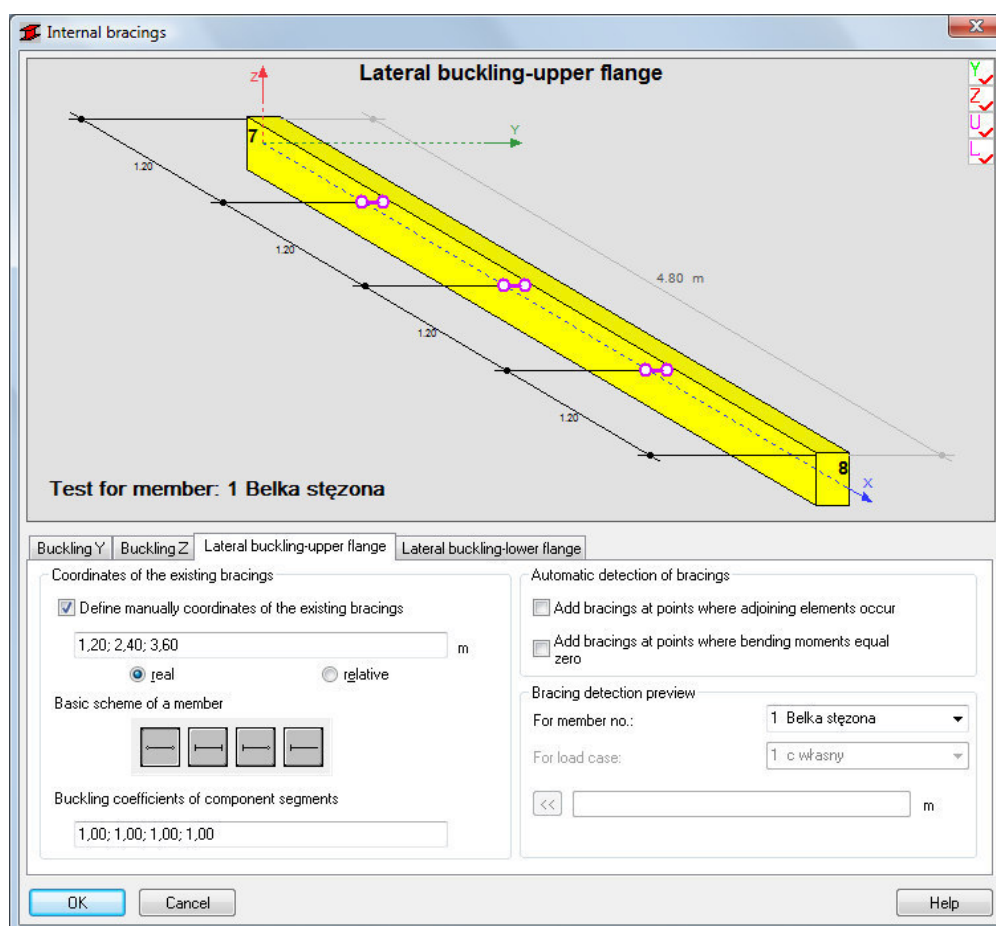 Internal bracings
Lateral buckling-upper flange
Z
Y
Y
Z
U
L
7
1.20
1.20
1.20
1.20
4.80 m
8
X
Test for member: 1 Belka stęzona
Buckling Y
Buckling Z
Lateral buckling-upper flange
Lateral buckling-lower flange
Coordinates of the existing bracings
Define manually coordinates of the existing bracings
1,20; 2,40; 3,60
m
real
relative
Basic scheme of a member
Buckling coefficients of component segments
1,00; 1,00; 1,00; 1,00
Automatic detection of bracings
Add bracings at points where adjoining elements occur
Add bracings at points where bending moments equal
zero
Bracing detection preview
For member no.:
1 Belka stęzona
For load case:
1 c własny
<<
m
OK
Cancel
Help